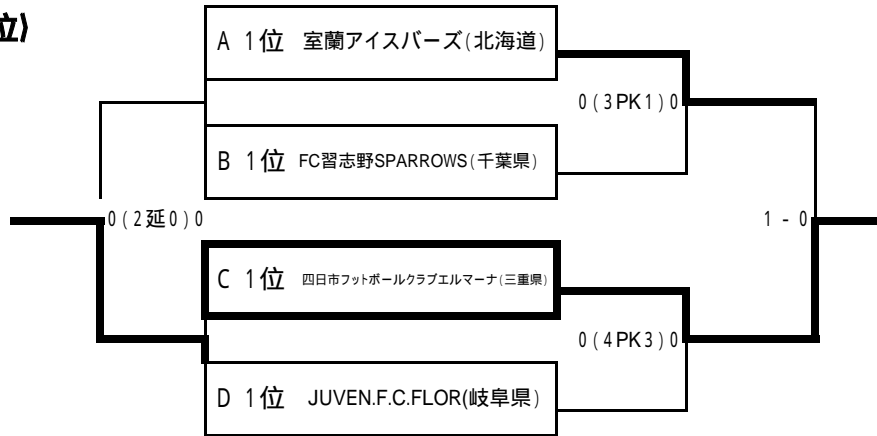 位)
A 1位 室蘭アイスバーズ(北海道)
0(3PK1)0
B 1位 FC習志野SPARROWS(千葉県)
0(2延0)0
1 - 0
C 1位 四日市フットボールクラブエルマーナ(三重県)
0(4PK3)0
D 1位 JUVEN.F.C.FLOR(岐阜県)